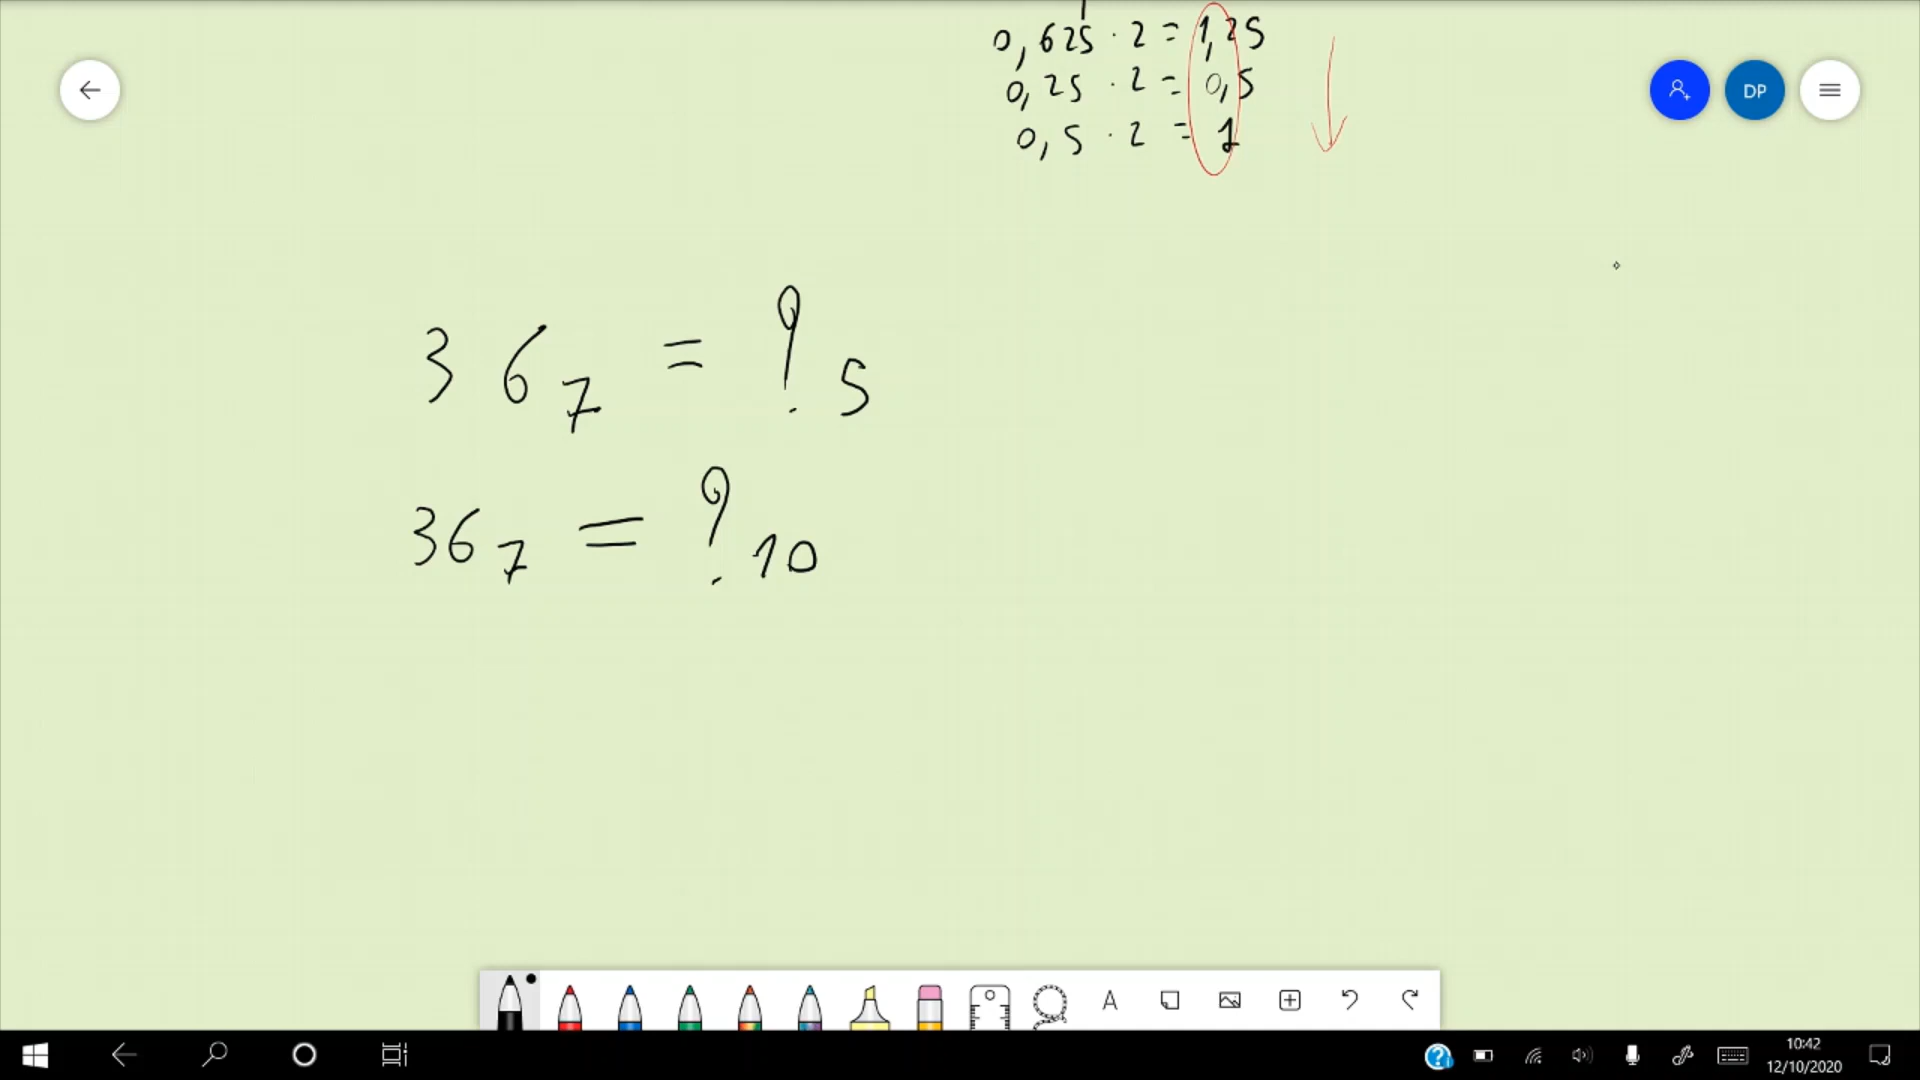 0,625 · 2 = 1,25
0,25 · 2 = 0,5
0,5 · 2 = 1
DP
36₇ = ?₅
36₇ = ?₁₀
A
10:42
12/10/2020